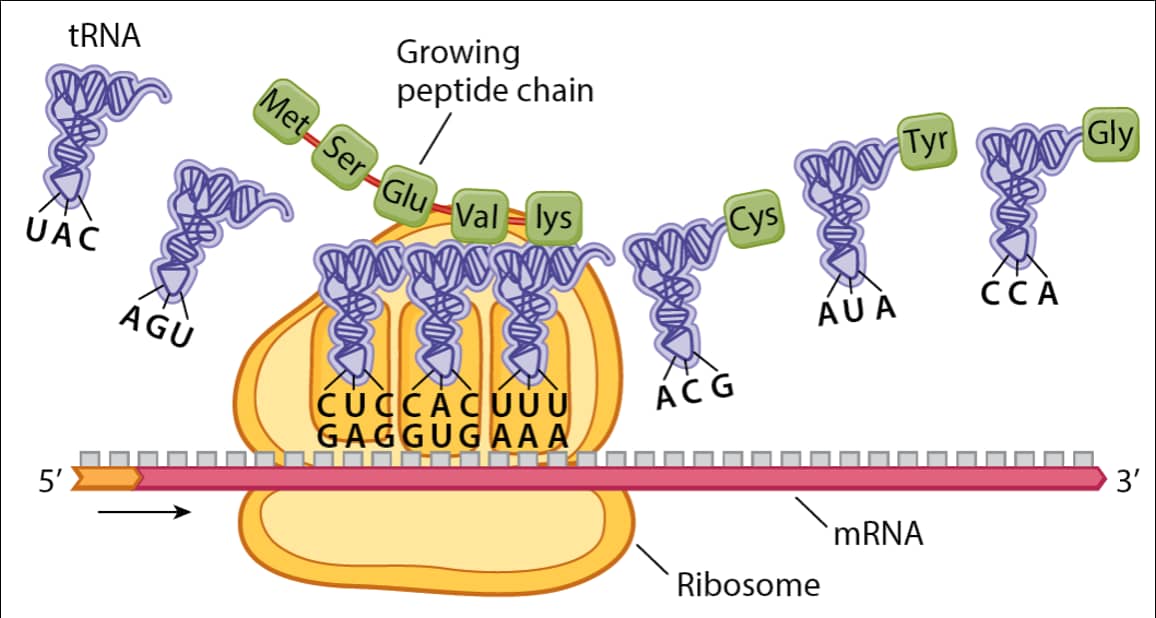 tRNA
Growing
peptide chain
Met
Ser
Glu
Val
lys
Cys
Tyr
Gly
UAC
AGU
CUC CAC UUU
GAG GUG AAA
ACG
AUA
CCA
5′
3′
mRNA
Ribosome